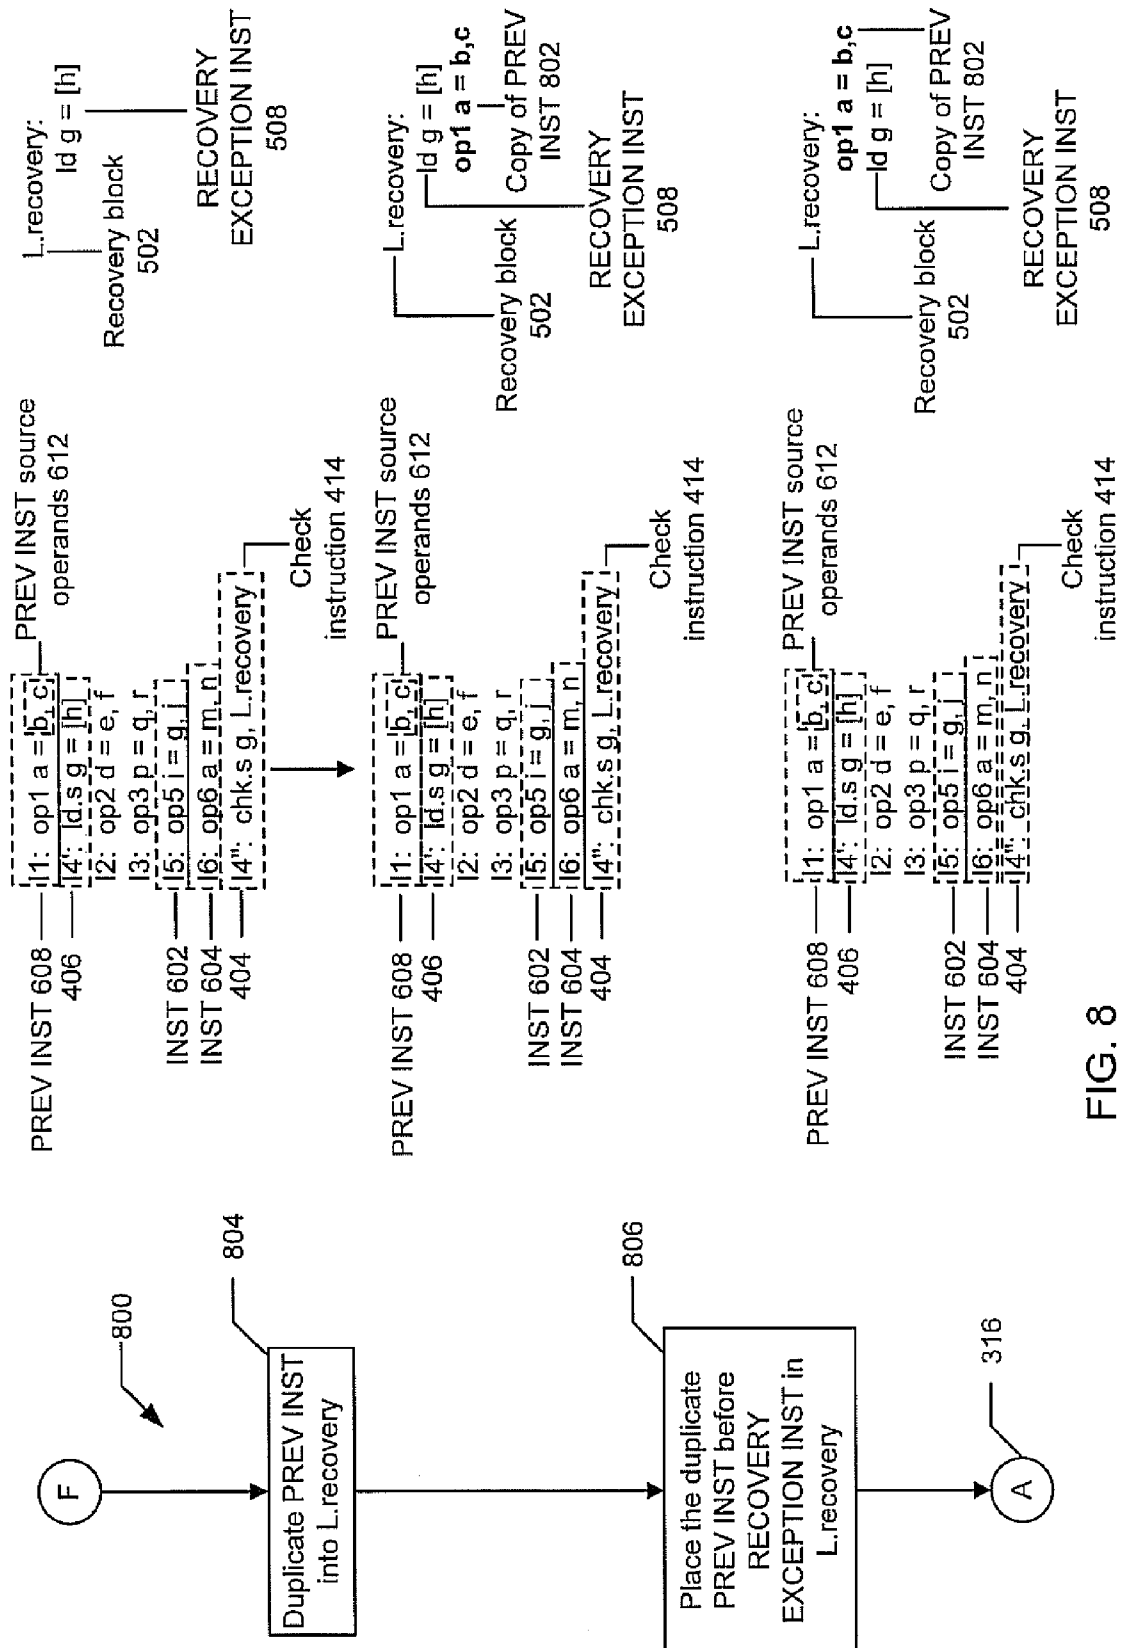 F
800
804
Duplicate PREV INST
into L.recovery
806
Place the duplicate
PREV INST before
RECOVERY
EXCEPTION INST in
L.recovery
316
A
PREV INST 608
406
INST 602
INST 604
404
I1: op1 a = b, c
I4': ld.s g = [h]
I2: op2 d = e, f
I3: op3 p = q, r
I5: op5 i = g, j
I6: op6 a = m, n
I4": chk.s g, L.recovery
PREV INST source
operands 612
Check
instruction 414
L.recovery:
ld g = [h]
Recovery block
502
RECOVERY
EXCEPTION INST
508
PREV INST 608
406
INST 602
INST 604
404
I1: op1 a = b, c
I4': ld.s g = [h]
I2: op2 d = e, f
I3: op3 p = q, r
I5: op5 i = g, j
I6: op6 a = m, n
I4": chk.s g, L.recovery
PREV INST source
operands 612
Check
instruction 414
L.recovery:
ld g = [h]
op1 a = b,c
Copy of PREV
INST 802
Recovery block
502
RECOVERY
EXCEPTION INST
508
PREV INST 608
406
INST 602
INST 604
404
I1: op1 a = b, c
I4': ld.s g = [h]
I2: op2 d = e, f
I3: op3 p = q, r
I5: op5 i = g, j
I6: op6 a = m, n
I4": chk.s g, L.recovery
PREV INST source
operands 612
Check
instruction 414
L.recovery:
op1 a = b,c
ld g = [h]
Copy of PREV
INST 802
Recovery block
502
RECOVERY
EXCEPTION INST
508
FIG. 8